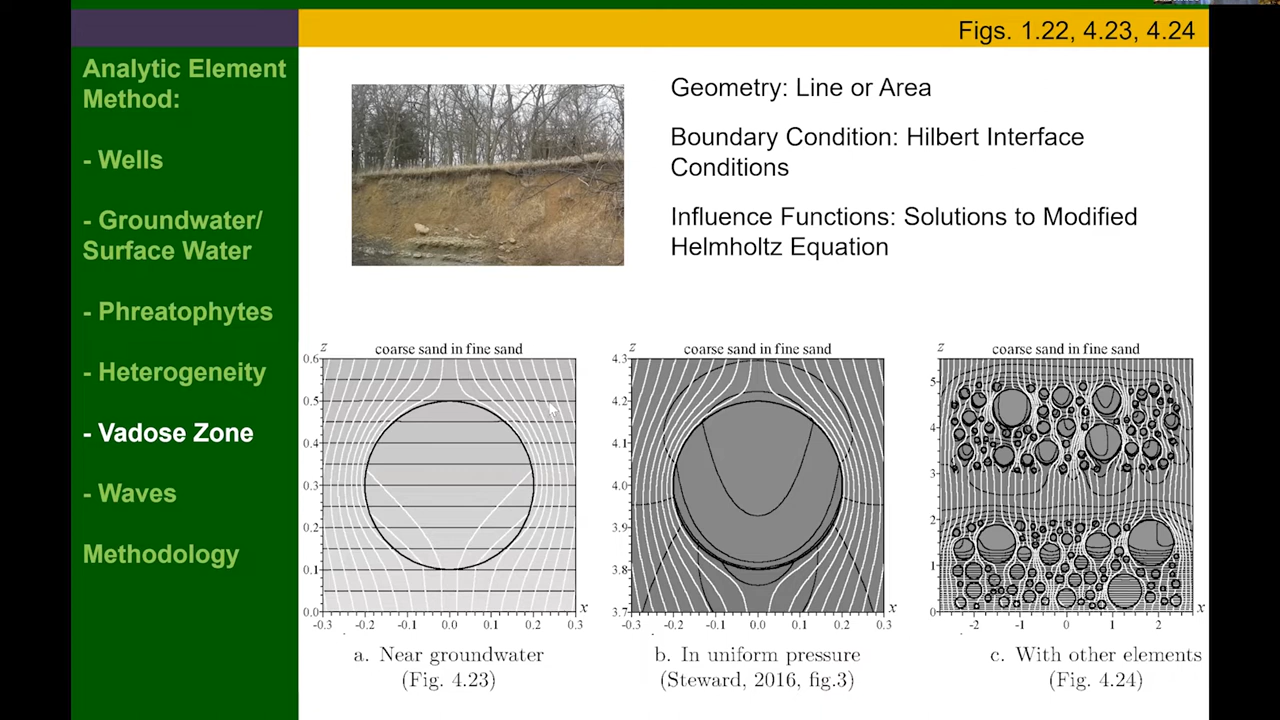 Figs. 1.22, 4.23, 4.24
Analytic Element
Method:
- Wells
- Groundwater/
Surface Water
- Phreatophytes
- Heterogeneity
- Vadose Zone
- Waves
Methodology
Geometry: Line or Area
Boundary Condition: Hilbert Interface
Conditions
Influence Functions: Solutions to Modified
Helmholtz Equation
z
coarse sand in fine sand
0.6
0.5
0.4
0.3
0.2
0.1
0.0
-0.3 -0.2 -0.1 0.0 0.1 0.2 0.3
x
a. Near groundwater
(Fig. 4.23)
z
coarse sand in fine sand
4.3
4.2
4.1
4.0
3.9
3.8
3.7
-0.3 -0.2 -0.1 0.0 0.1 0.2 0.3
x
b. In uniform pressure
(Steward, 2016, fig.3)
z
coarse sand in fine sand
5
4
3
2
1
0
-2 -1 0 1 2
x
c. With other elements
(Fig. 4.24)